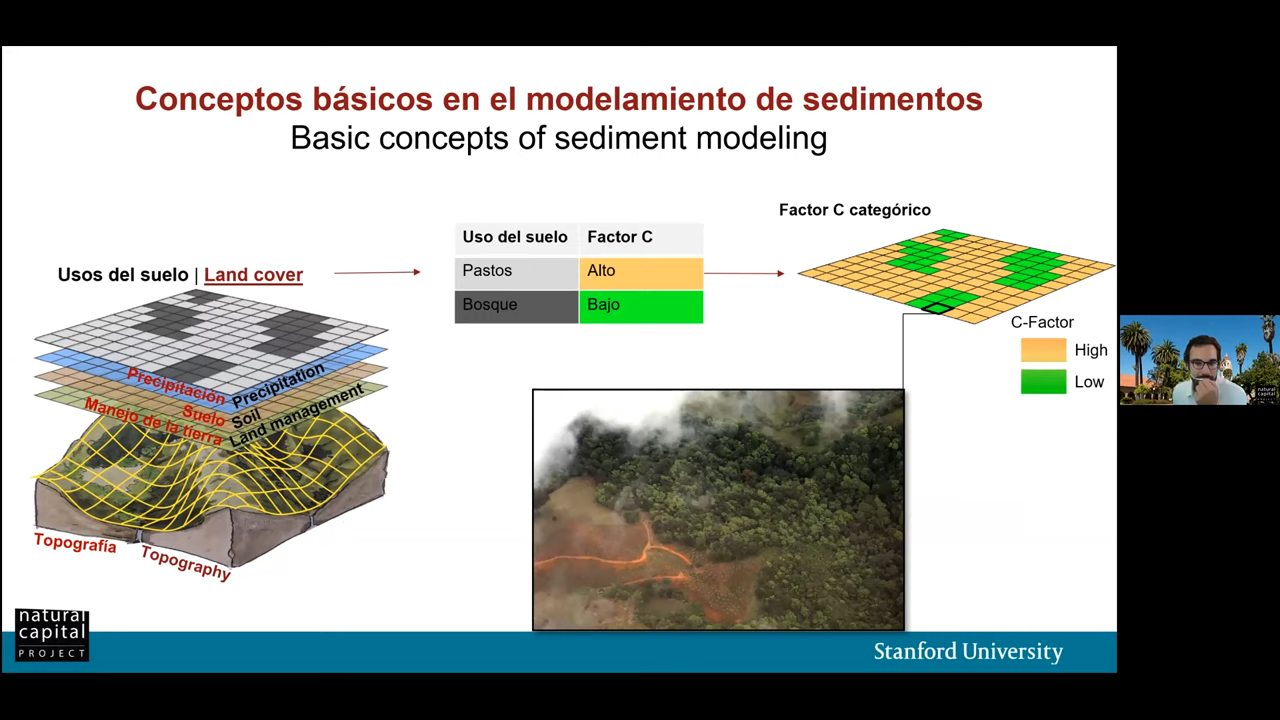 Conceptos básicos en el modelamiento de sedimentos
Basic concepts of sediment modeling
Usos del suelo | Land cover
Precipitación Precipitation
Suelo Soil
Manejo de la tierra Land management
Topografía Topography
Uso del suelo Factor C
Pastos Alto
Bosque Bajo
Factor C categórico
C-Factor
High
Low
natural
capital
PROJECT
Stanford University
natural
capital